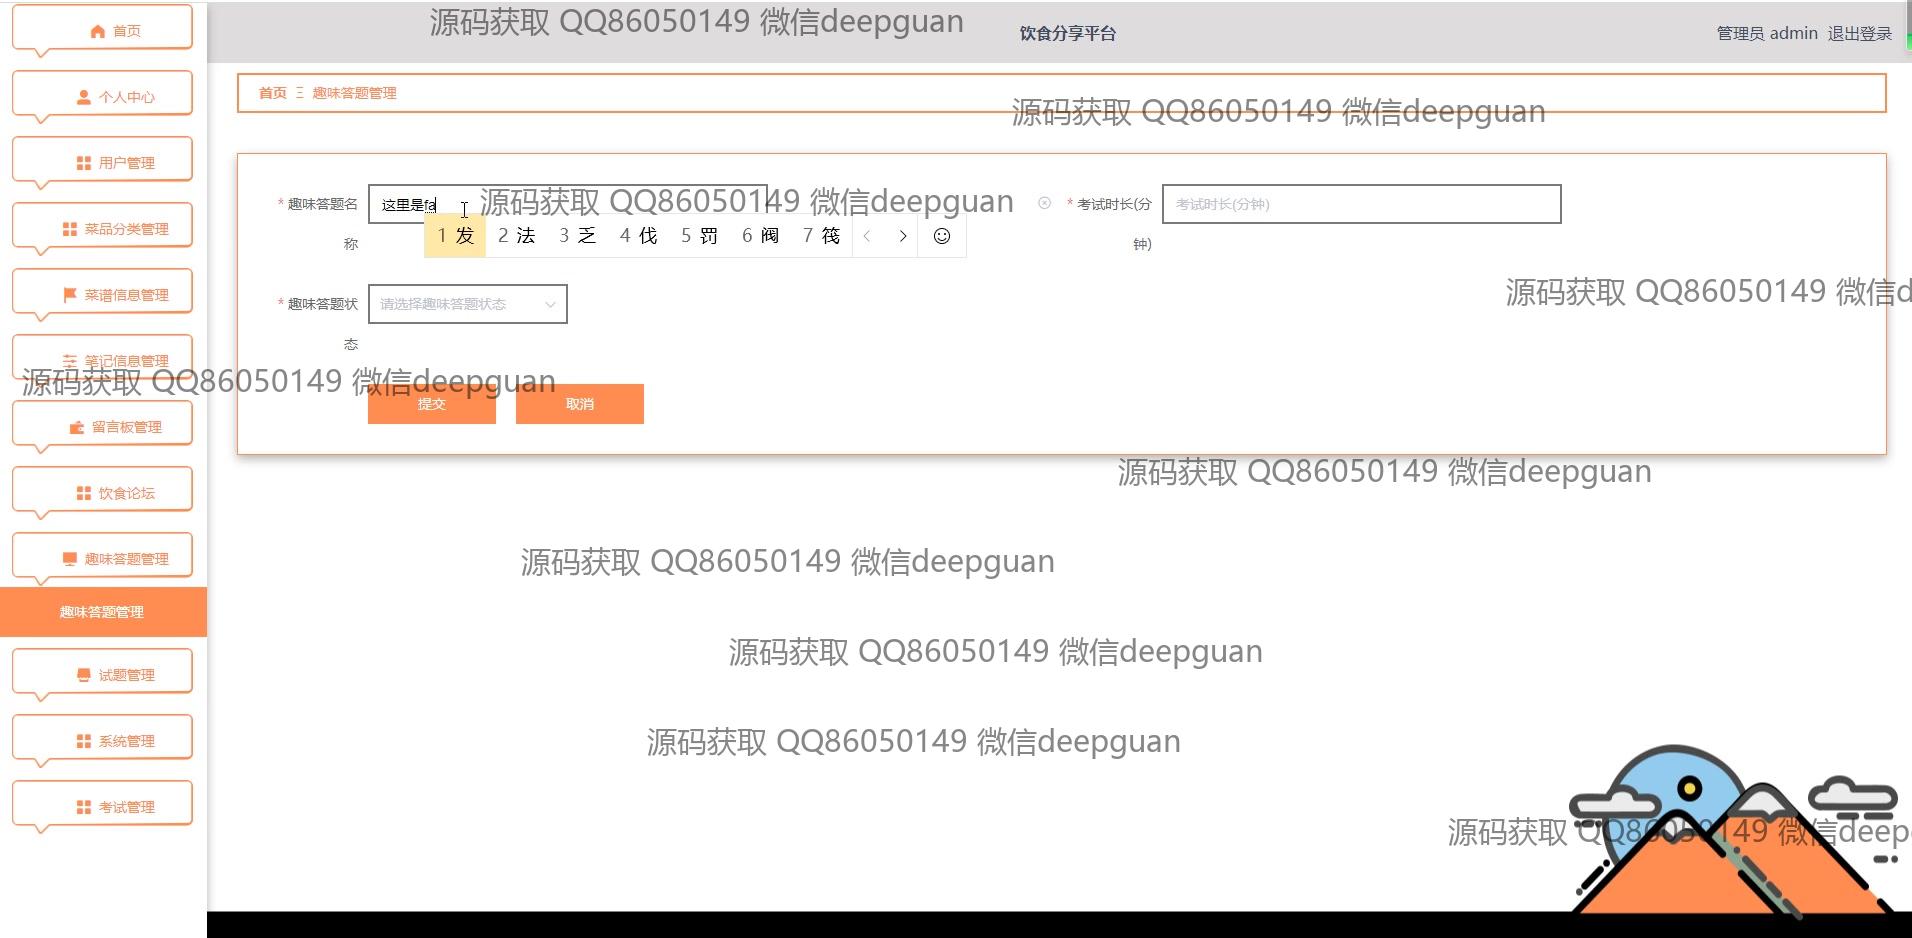 首页
个人中心
用户管理
菜品分类管理
菜谱信息管理
笔记信息管理
留言板管理
饮食论坛
趣味答题管理
趣味答题管理
试题管理
系统管理
考试管理
源码获取 QQ86050149 微信deepguan
饮食分享平台
管理员 admin 退出登录
首页 趣味答题管理
源码获取 QQ86050149 微信deepguan
* 趣味答题名称
这里是fa
源码获取 QQ86050149 微信deepguan
* 考试时长(分钟)
考试时长(分钟)
1 发 2 法 3 乏 4 伐 5 罚 6 阀 7 筏
源码获取 QQ86050149 微信d
* 趣味答题状态
请选择趣味答题状态
源码获取 QQ86050149 微信deepguan
提交 取消
源码获取 QQ86050149 微信deepguan
源码获取 QQ86050149 微信deepguan
源码获取 QQ86050149 微信deepguan
源码获取 QQ86050149 微信deepguan
源码获取 QQ86050149 微信deep